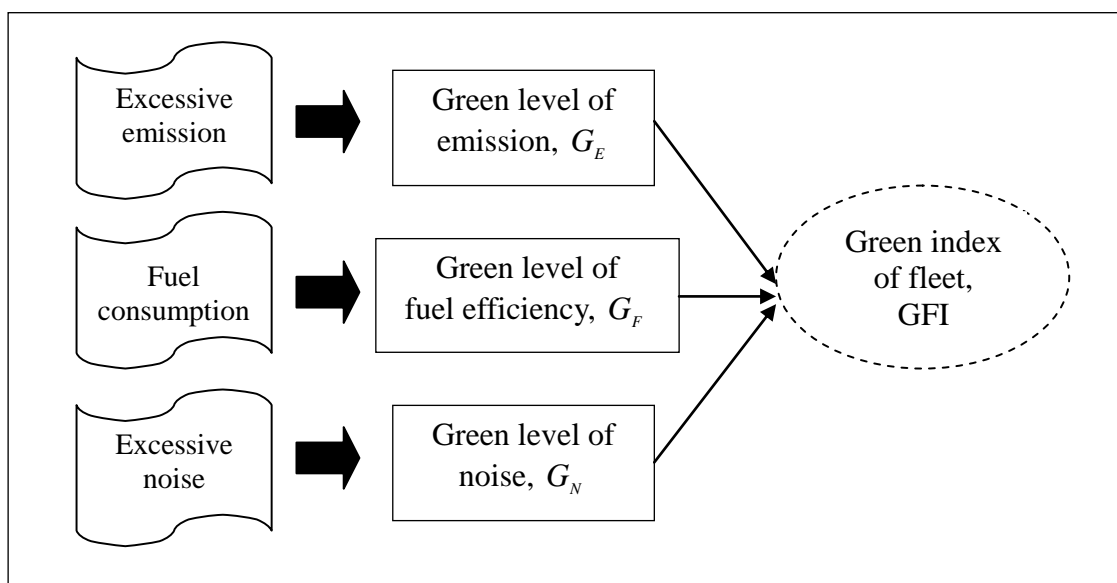 Excessive
emission
Green level of
emission, G_E
Fuel
consumption
Green level of
fuel efficiency, G_F
Green index
of fleet,
GFI
Excessive
noise
Green level of
noise, G_N